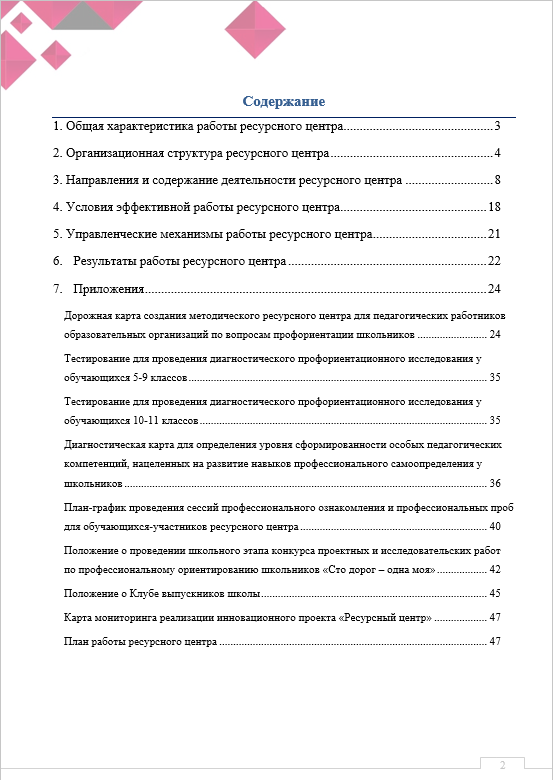 Содержание
1. Общая характеристика работы ресурсного центра.....3
2. Организационная структура ресурсного центра.....4
3. Направления и содержание деятельности ресурсного центра.....8
4. Условия эффективной работы ресурсного центра.....18
5. Управленческие механизмы работы ресурсного центра.....21
6. Результаты работы ресурсного центра.....22
7. Приложения.....24
Дорожная карта создания методического ресурсного центра для педагогических работников
образовательных организаций по вопросам профориентации школьников.....24
Тестирование для проведения диагностического профориентационного исследования у
обучающихся 5-9 классов.....35
Тестирование для проведения диагностического профориентационного исследования у
обучающихся 10-11 классов.....35
Диагностическая карта для определения уровня сформированности особых педагогических
компетенций, нацеленных на развитие навыков профессионального самоопределения у
школьников.....36
План-график проведения сессий профессионального ознакомления и профессиональных проб
для обучающихся-участников ресурсного центра.....40
Положение о проведении школьного этапа конкурса проектных и исследовательских работ
по профессиональному ориентированию школьников «Сто дорог – одна моя».....42
Положение о Клубе выпускников школы.....45
Карта мониторинга реализации инновационного проекта «Ресурсный центр».....47
План работы ресурсного центра.....47
2